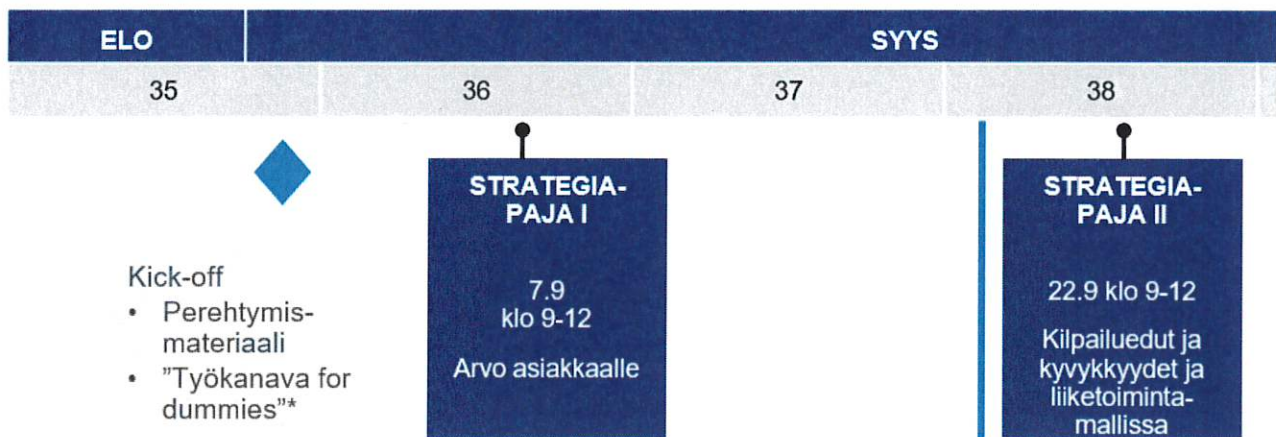 ELO
SYYS
35
36
37
38
STRATEGIA-
PAJA I
7.9
klo 9-12
Arvo asiakkaalle
STRATEGIA-
PAJA II
22.9 klo 9-12
Kilpailuedut ja
kyvykkyydet ja
liiketoiminta-
mallissa
Kick-off
• Perehtymis-
materiaali
• "Työkanava for
dummies"*